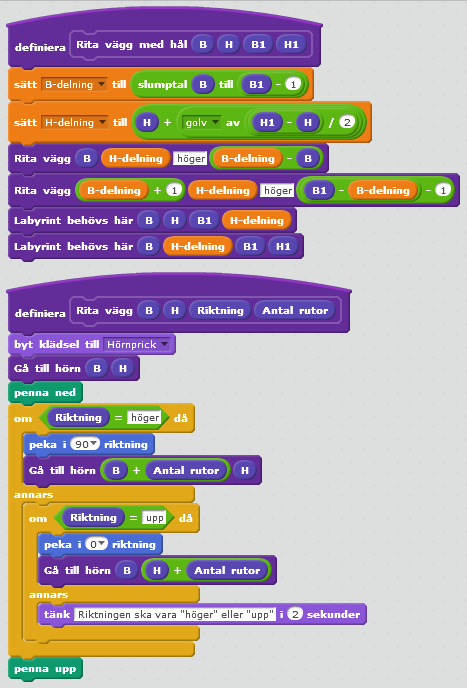 definiera Rita vägg med hål B H B1 H1
sätt B-delning till slumptal B till B1 - 1
sätt H-delning till H + golv av H1 - H / 2
Rita vägg B H-delning höger B-delning - B
Rita vägg B-delning + 1 H-delning höger B1 - B-delning - 1
Labyrint behövs här B H B1 H-delning
Labyrint behövs här B H-delning B1 H1
definiera Rita vägg B H Riktning Antal rutor
byt klädsel till Hörnprick
Gå till hörn B H
penna ned
om Riktning = höger då
peka i 90 riktning
Gå till hörn B + Antal rutor H
annars
om Riktning = upp då
peka i 0 riktning
Gå till hörn B H + Antal rutor
annars
tänk Riktningen ska vara "höger" eller "upp" i 2 sekunder
penna upp